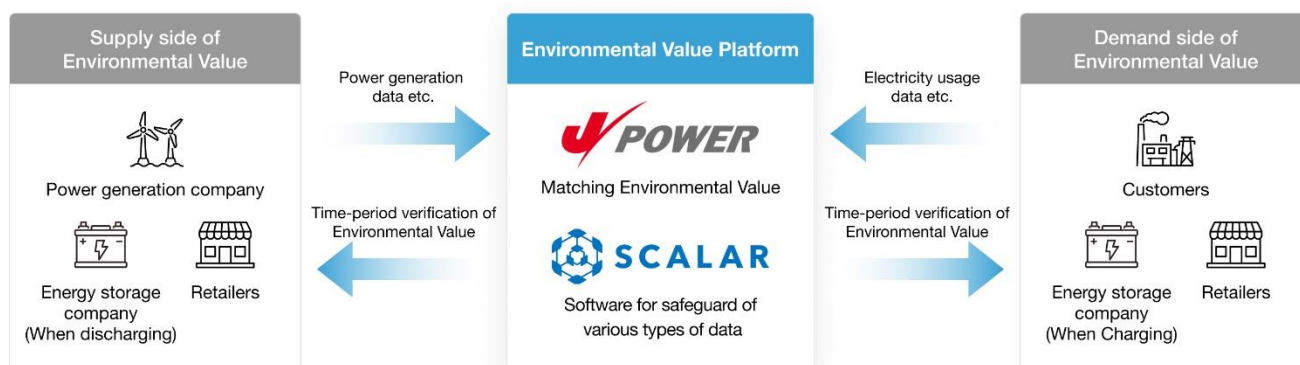 Supply side of
Environmental Value
Power generation company
Energy storage
company
(When discharging)
Retailers
Power generation
data etc.
Time-period verification of
Environmental Value
Environmental Value Platform
J POWER
Matching Environmental Value
SCALAR
Software for safeguard of
various types of data
Electricity usage
data etc.
Time-period verification of
Environmental Value
Demand side of
Environmental Value
Customers
Energy storage
company
(When Charging)
Retailers